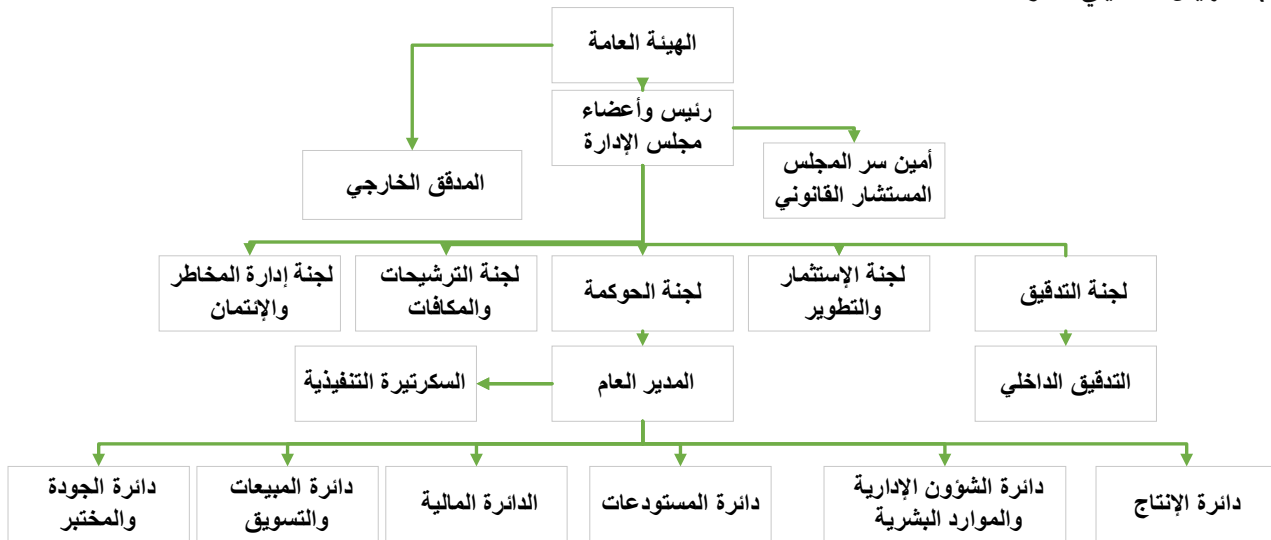 الهيئة العامة
رئيس وأعضاء
مجلس الإدارة
أمين سر المجلس
المستشار القانوني
المدقق الخارجي
لجنة التدقيق
لجنة الإستثمار
والتطوير
لجنة الحوكمة
لجنة الترشيحات
والمكافات
لجنة إدارة المخاطر
والإئتمان
التدقيق الداخلي
المدير العام
السكرتيرة التنفيذية
دائرة الإنتاج
دائرة الشؤون الإدارية
والموارد البشرية
دائرة المستودعات
الدائرة المالية
دائرة المبيعات
والتسويق
دائرة الجودة
والمختبر